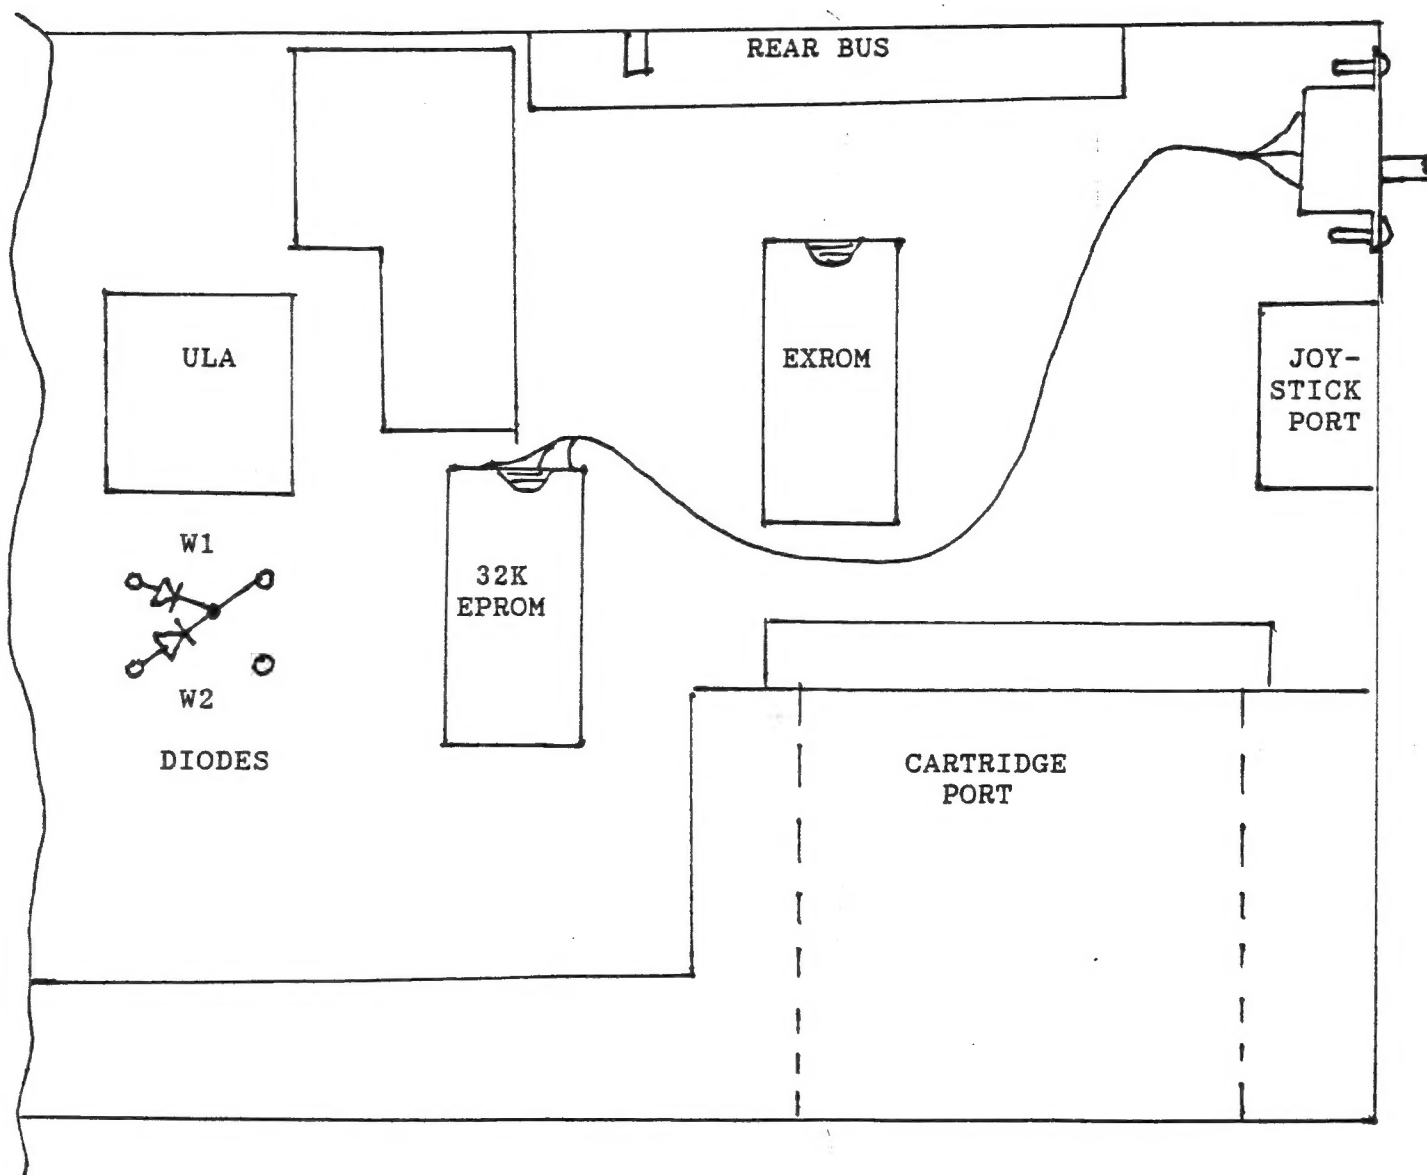 REAR BUS
ULA
EXROM
JOY-
STICK
PORT
W1
32K
EPROM
W2
DIODES
CARTRIDGE
PORT